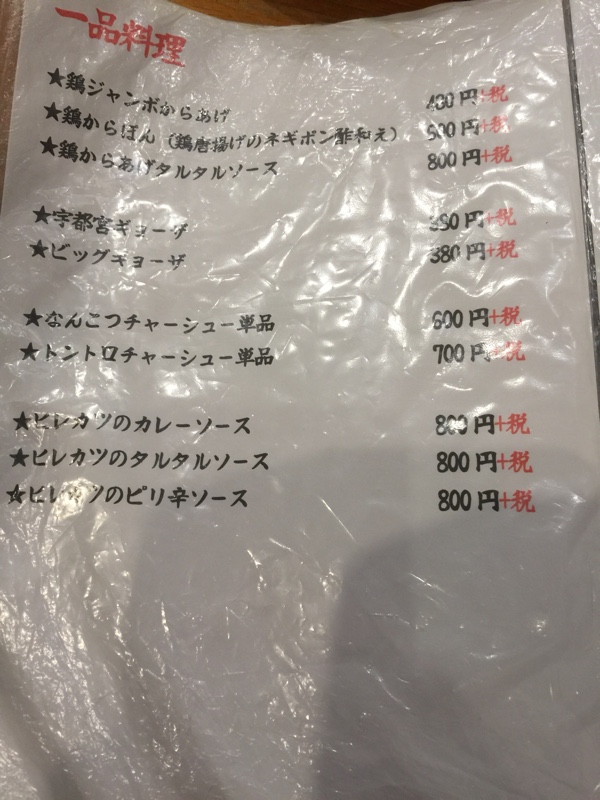 一品料理
★鶏ジャンボからあげ 400円+税
★鶏からぽん（鶏唐揚げのネギポン酢和え） 円+税
★鶏からあげタルタルソース 800円+税
★宇都宮ギョーザ 円+税
★ビッグギョーザ 380円+税
★なんこつチャーシュー単品 600円+税
★トントロチャーシュー単品 700円+税
★ヒレカツのカレーソース 800円+税
★ヒレカツのタルタルソース 800円+税
★ヒレカツのピリ辛ソース 800円+税